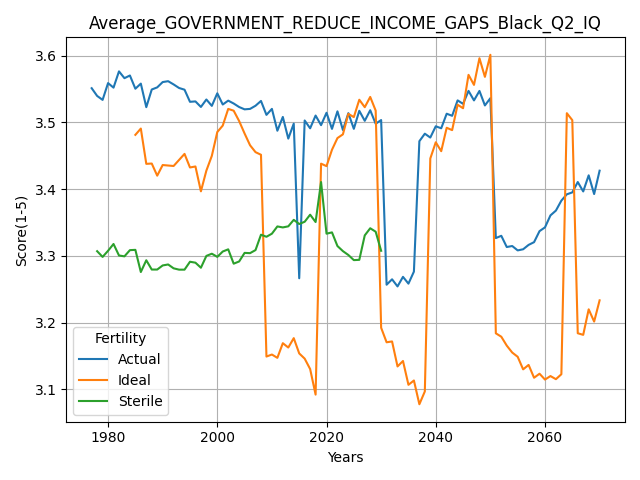 Average_GOVERNMENT_REDUCE_INCOME_GAPS_Black_Q2_IQ
3.6
3.5
3.4
3.3
3.2
3.1
Score(1-5)
Fertility
Actual
Ideal
Sterile
1980
2000
2020
2040
2060
Years